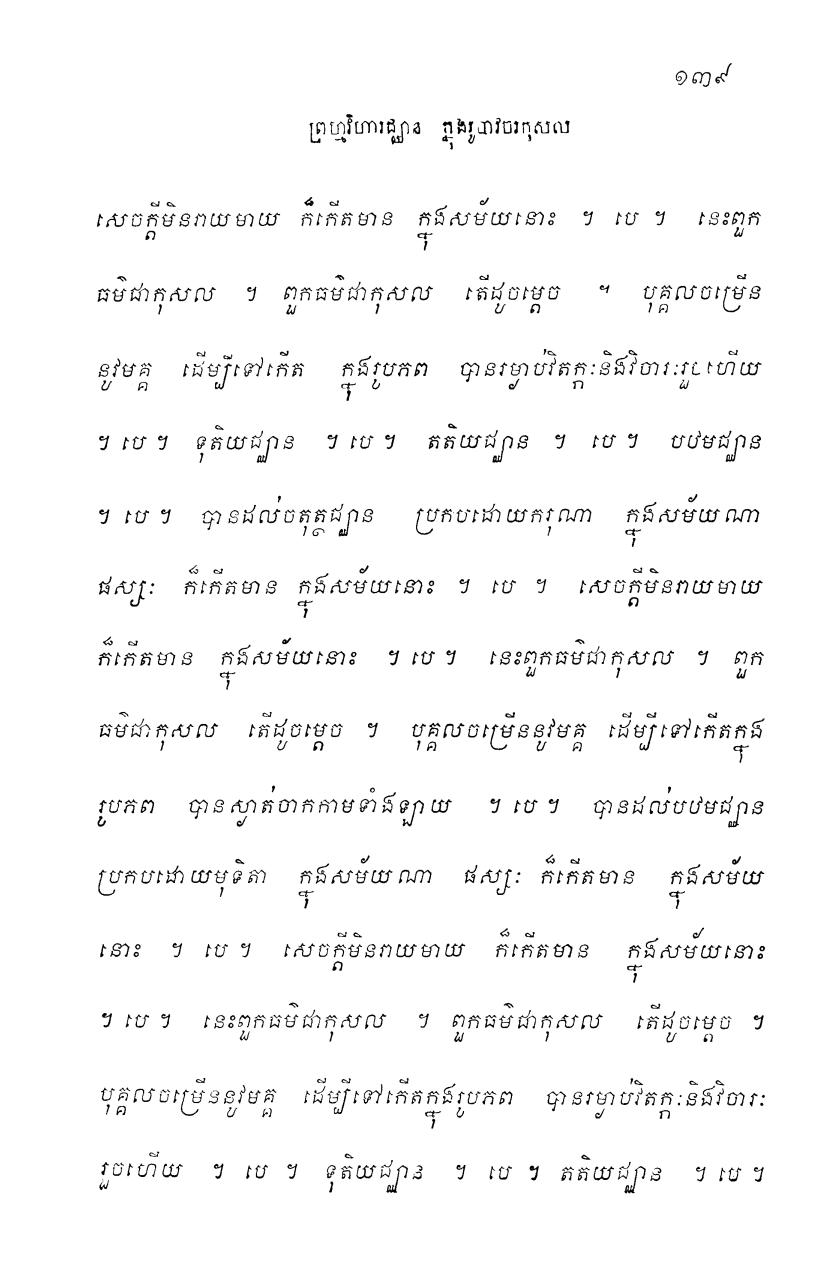 ១៣៩
ព្រហ្មវិហារជ្ឈាន ក្នុងរូបាវចរកុសល
សេចក្តីមិនរាយមាយ ក៏កើតមាន ក្នុងសម័យនោះ ។ បេ ។ នេះពួក
ធម៌ជាកុសល ។ ពួកធម៌ជាកុសល តើដូចម្តេច ។ បុគ្គលចម្រើន
នូវមគ្គ ដើម្បីទៅកើត ក្នុងរូបភព បានរម្ងាប់វិតក្កៈនិងវិចារៈរួចហើយ
។ បេ ។ ទុតិយជ្ឈាន ។ បេ ។ តតិយជ្ឈាន ។ បេ ។ បឋមជ្ឈាន
។ បេ ។ បានដល់ចតុត្ថជ្ឈាន ប្រកបដោយករុណា ក្នុងសម័យណា
ផស្សៈ ក៏កើតមាន ក្នុងសម័យនោះ ។ បេ ។ សេចក្តីមិនរាយមាយ
ក៏កើតមាន ក្នុងសម័យនោះ ។ បេ ។ នេះពួកធម៌ជាកុសល ។ ពួក
ធម៌ជាកុសល តើដូចម្តេច ។ បុគ្គលចម្រើននូវមគ្គ ដើម្បីទៅកើតក្នុង
រូបភព បានស្ងាត់ចាកកាមទាំងឡាយ ។ បេ ។ បានដល់បឋមជ្ឈាន
ប្រកបដោយមុទិតា ក្នុងសម័យណា ផស្សៈ ក៏កើតមាន ក្នុងសម័យ
នោះ ។ បេ ។ សេចក្តីមិនរាយមាយ ក៏កើតមាន ក្នុងសម័យនោះ
។ បេ ។ នេះពួកធម៌ជាកុសល ។ ពួកធម៌ជាកុសល តើដូចម្តេច ។
បុគ្គលចម្រើននូវមគ្គ ដើម្បីទៅកើតក្នុងរូបភព បានរម្ងាប់វិតក្កៈនិងវិចារៈ
រួចហើយ ។ បេ ។ ទុតិយជ្ឈាន ។ បេ ។ តតិយជ្ឈាន ។ បេ ។